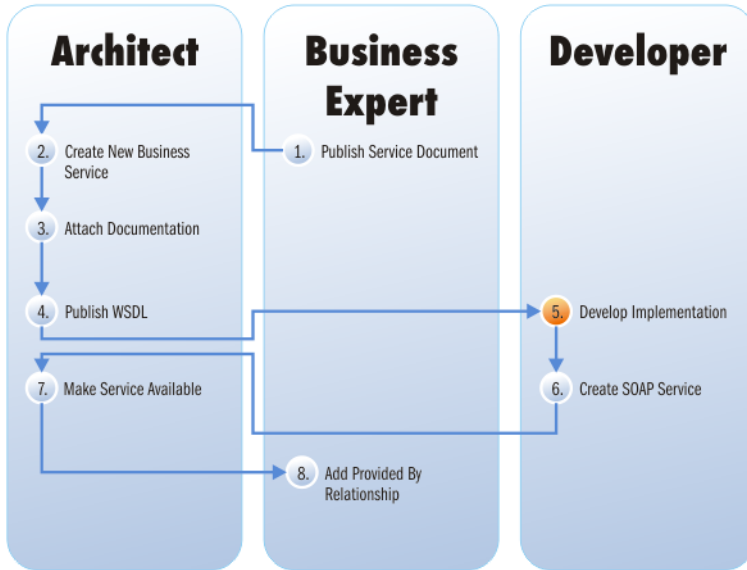 Architect
Business
Expert
Developer
2. Create New Business
Service
1. Publish Service Document
3. Attach Documentation
4. Publish WSDL
5. Develop Implementation
7. Make Service Available
6. Create SOAP Service
8. Add Provided By
Relationship